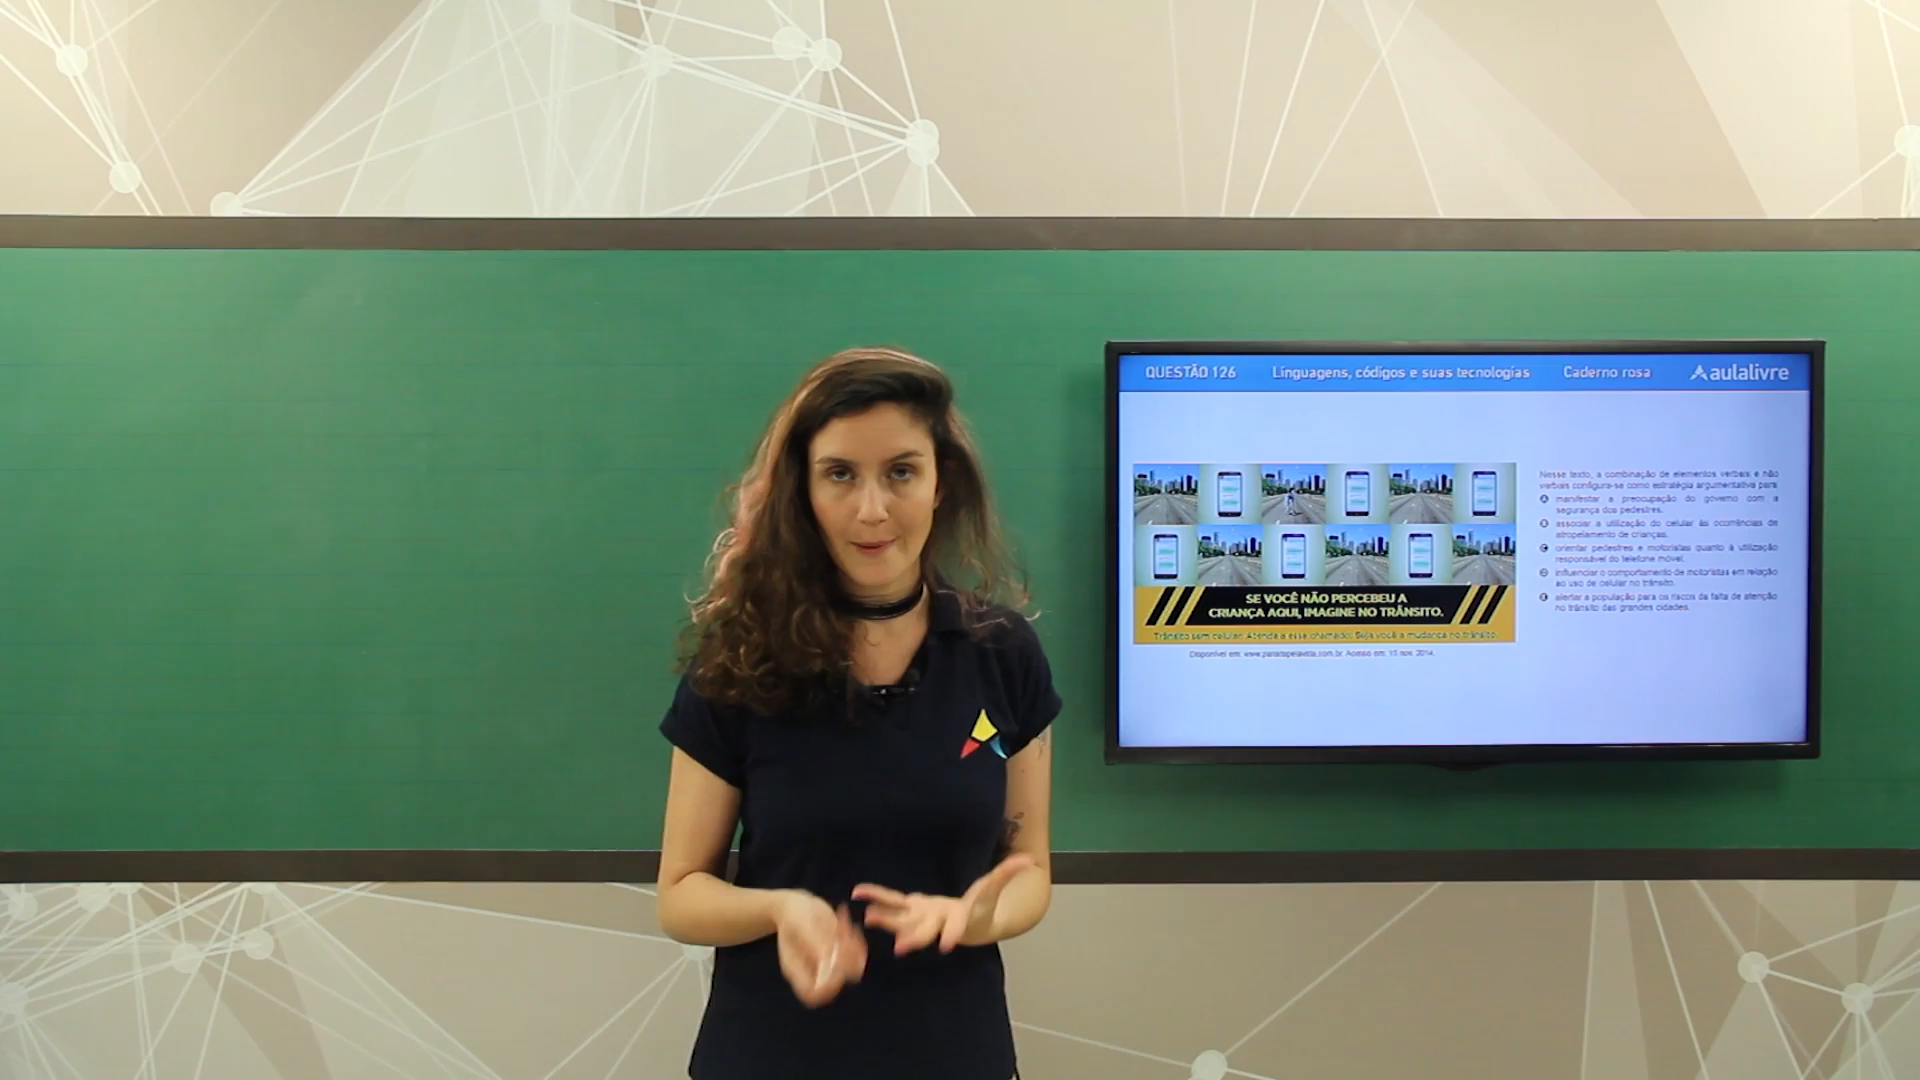 QUESTÃO 126 Linguagens, códigos e suas tecnologias Caderno rosa aulalivre
SE VOCÊ NÃO PERCEBEU A
CRIANÇA AQUI, IMAGINE NO TRÂNSITO.
Trânsito sem celular. Atenda a esse chamado. Seja você a mudança no trânsito.
Disponível em: www.paradapelavida.com.br. Acesso em: 15 nov. 2014.
Nesse texto, a combinação de elementos verbais e não
verbais configura-se como estratégia argumentativa para
A manifestar a preocupação do governo com a
segurança dos pedestres.
B associar a utilização do celular às ocorrências de
atropelamento de crianças.
C orientar pedestres e motoristas quanto à utilização
responsável do telefone móvel.
D influenciar o comportamento de motoristas em relação
ao uso de celular no trânsito.
E alertar a população para os riscos da falta de atenção
no trânsito das grandes cidades.